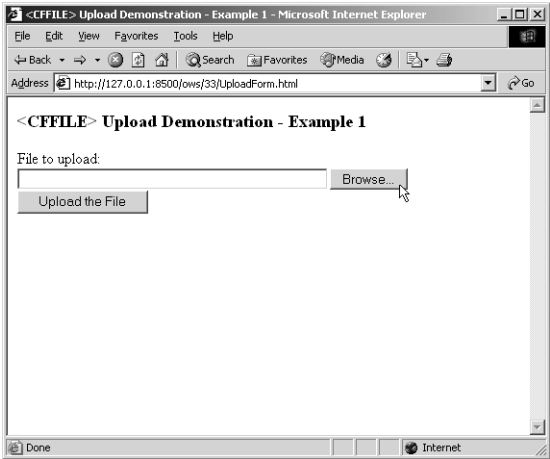 <CFFILE> Upload Demonstration - Example 1 - Microsoft Internet Explorer
File Edit View Favorites Tools Help
Back Search Favorites Media
Address http://127.0.0.1:8500/ows/33/UploadForm.html Go
<CFFILE> Upload Demonstration - Example 1
File to upload:
Browse...
Upload the File
Done Internet